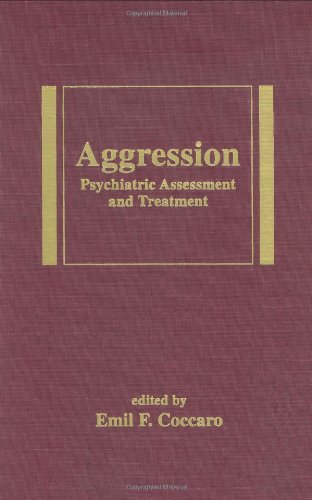 Aggression
Psychiatric Assessment
and Treatment
edited by
Emil F. Coccaro